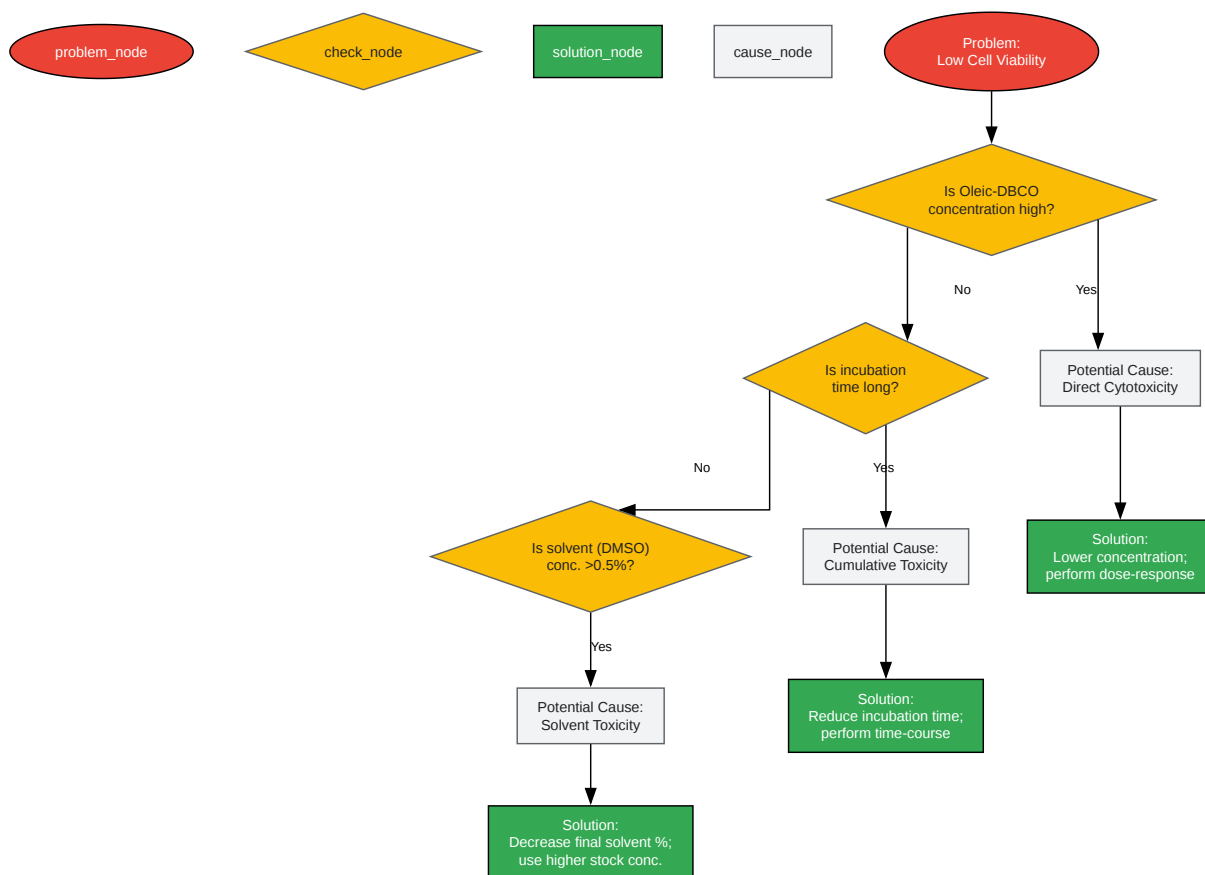 problem_node
check_node
solution_node
cause_node
Problem:
Low Cell Viability
Is Oleic-DBCO
concentration high?
No
Yes
Is incubation
time long?
Potential Cause:
Direct Cytotoxicity
No
Yes
Is solvent (DMSO)
conc. >0.5%?
Potential Cause:
Cumulative Toxicity
Solution:
Lower concentration;
perform dose-response
Yes
Potential Cause:
Solvent Toxicity
Solution:
Reduce incubation time;
perform time-course
Solution:
Decrease final solvent %;
use higher stock conc.